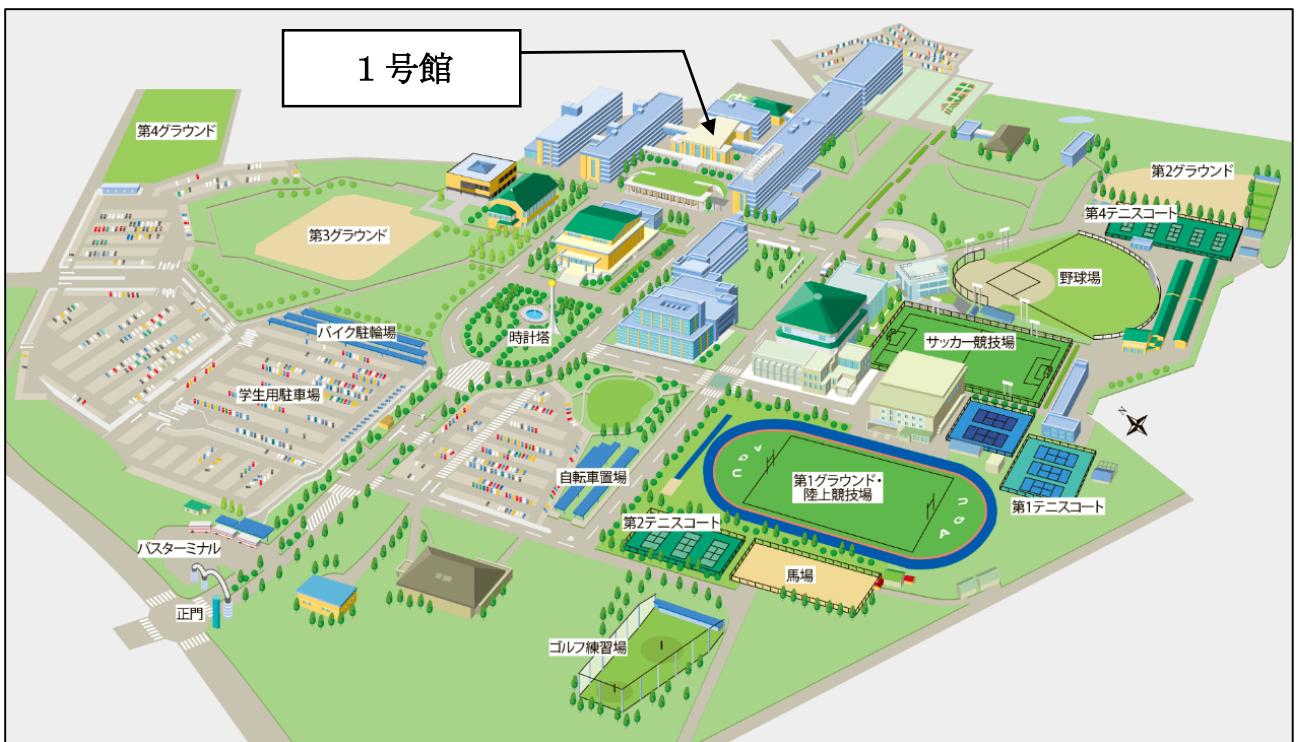 １号館
第4グラウンド
第2グラウンド
第4テニスコート
第3グラウンド
野球場
バイク駐輪場
時計塔
サッカー競技場
学生用駐車場
N
自転車置場
第1グラウンド・
陸上競技場
第1テニスコート
第2テニスコート
バスターミナル
馬場
正門
ゴルフ練習場